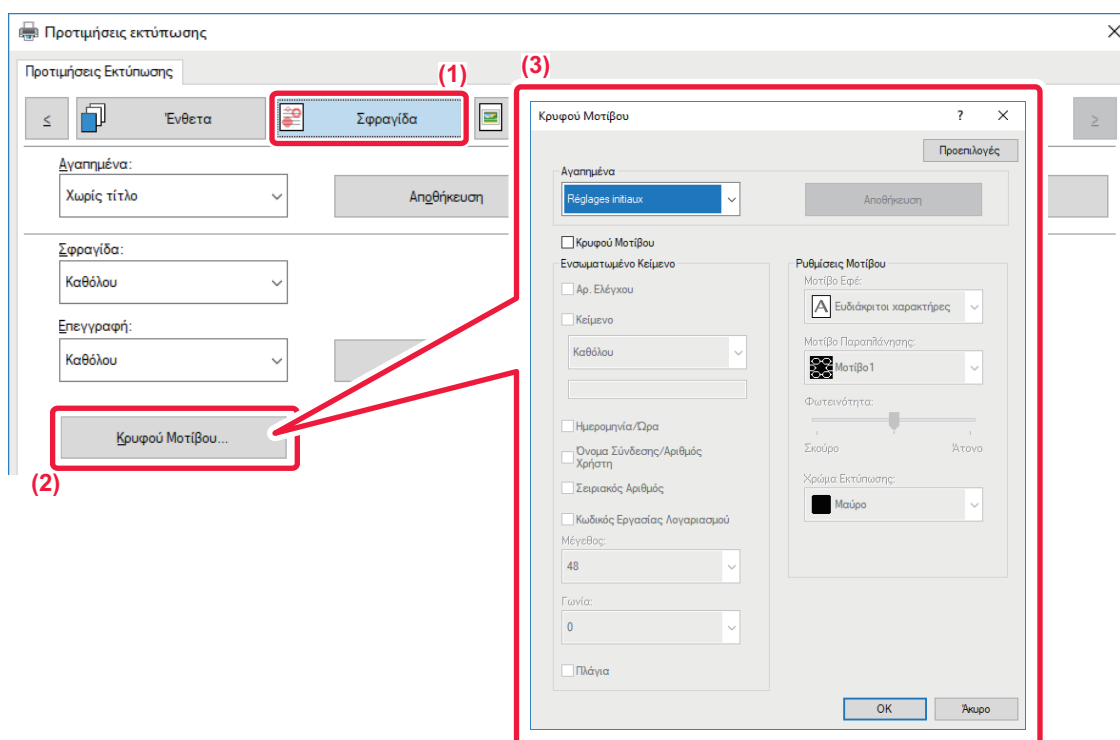 Προτιμήσεις εκτύπωσης
Προτιμήσεις Εκτύπωσης
(1)
(3)
<
Ένθετα
Σφραγίδα
>
Αγαπημένα:
Χωρίς τίτλο
Αποθήκευση
Σφραγίδα:
Καθόλου
Επεγγραφή:
Καθόλου
Κρυφού Μοτίβου...
(2)
Κρυφού Μοτίβου
?
Προεπιλογές
Αγαπημένα
Réglages initiaux
Αποθήκευση
Κρυφού Μοτίβου
Ενσωματωμένο Κείμενο
Αρ. Ελέγχου
Κείμενο
Καθόλου
Ημερομηνία/Ώρα
Όνομα Σύνδεσης/Αριθμός
Χρήστη
Σειριακός Αριθμός
Κωδικός Εργασίας Λογαριασμού
Μέγεθος:
48
Γωνία:
0
Πλάγια
Ρυθμίσεις Μοτίβου
Μοτίβο Εφέ:
A Ευδιάκριτοι χαρακτήρες
Μοτίβο Παραπλάνησης:
Μοτίβο1
Φωτεινότητα:
Σκούρο Άτονο
Χρώμα Εκτύπωσης:
Μαύρο
OK
Άκυρο